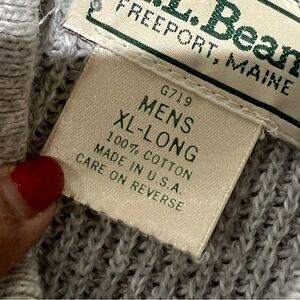 L.L.Bean
FREEPORT, MAINE
G719
MENS
XL-LONG
100% COTTON
MADE IN U.S.A.
CARE ON REVERSE